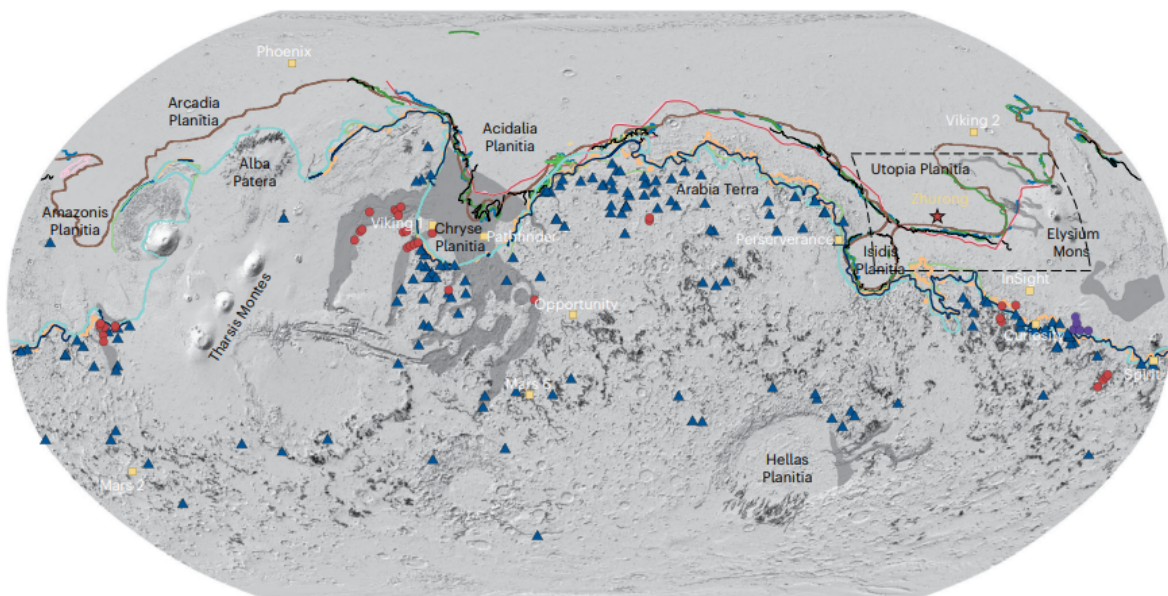 Phoenix
Arcadia
Planitia
Acidalia
Planitia
Viking 2
Alba
Patera
Utopia Planitia
Arabia Terra
Zhurong
Amazonis
Planitia
Viking 1
Chryse
Planitia
Pathfinder
Perserverance
Isidis
Planitia
Elysium
Mons
InSight
Opportunity
Tharsis Montes
Curiosity
Spirit
Mars 6
Hellas
Planitia
Mars 2